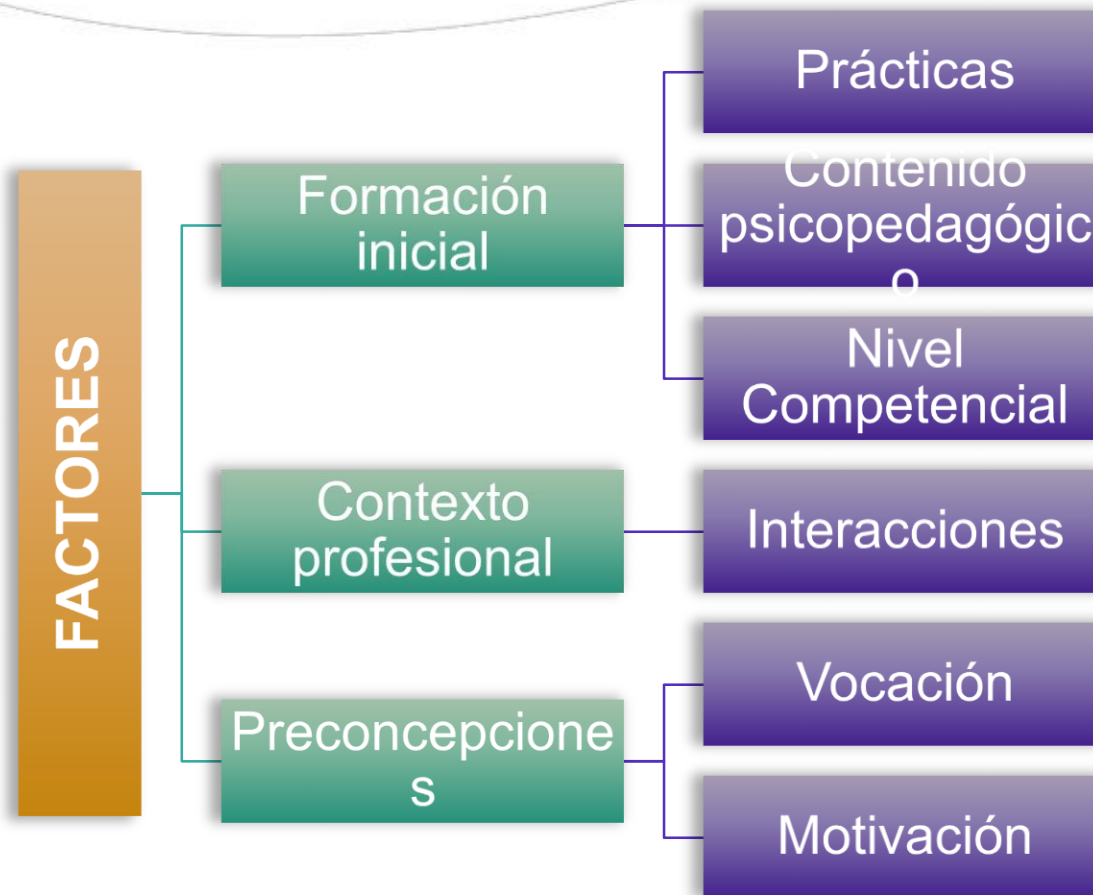 FACTORES
Formación
inicial
Prácticas
Contenido
psicopedagógic
o
Nivel
Competencial
Contexto
profesional
Interacciones
Preconcepcione
s
Vocación
Motivación